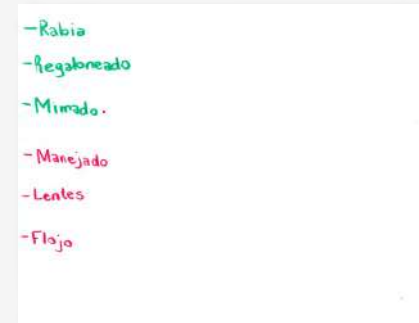 -Rabia
-Regaloneado
-Mimado.
-Manejado
-Lentes
-Flojo